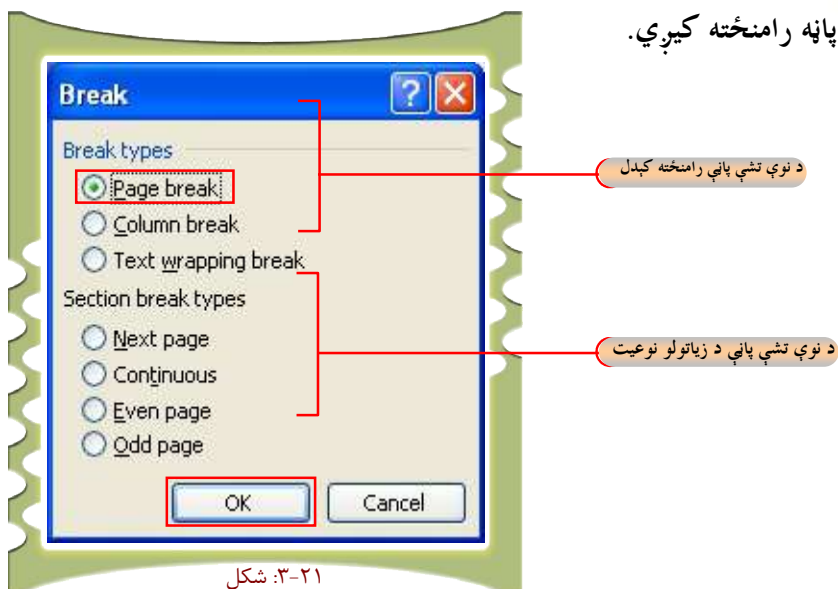 پاڼه رامنځته کیږي.
Break
Break types
Page break
Column break
Text wrapping break
Section break types
Next page
Continuous
Even page
Odd page
OK
Cancel
د نوې تشې پاڼې رامنځته کېدل
د نوې تشې پاڼې د زیاتولو نوعیت
۳-۲۱: شکل